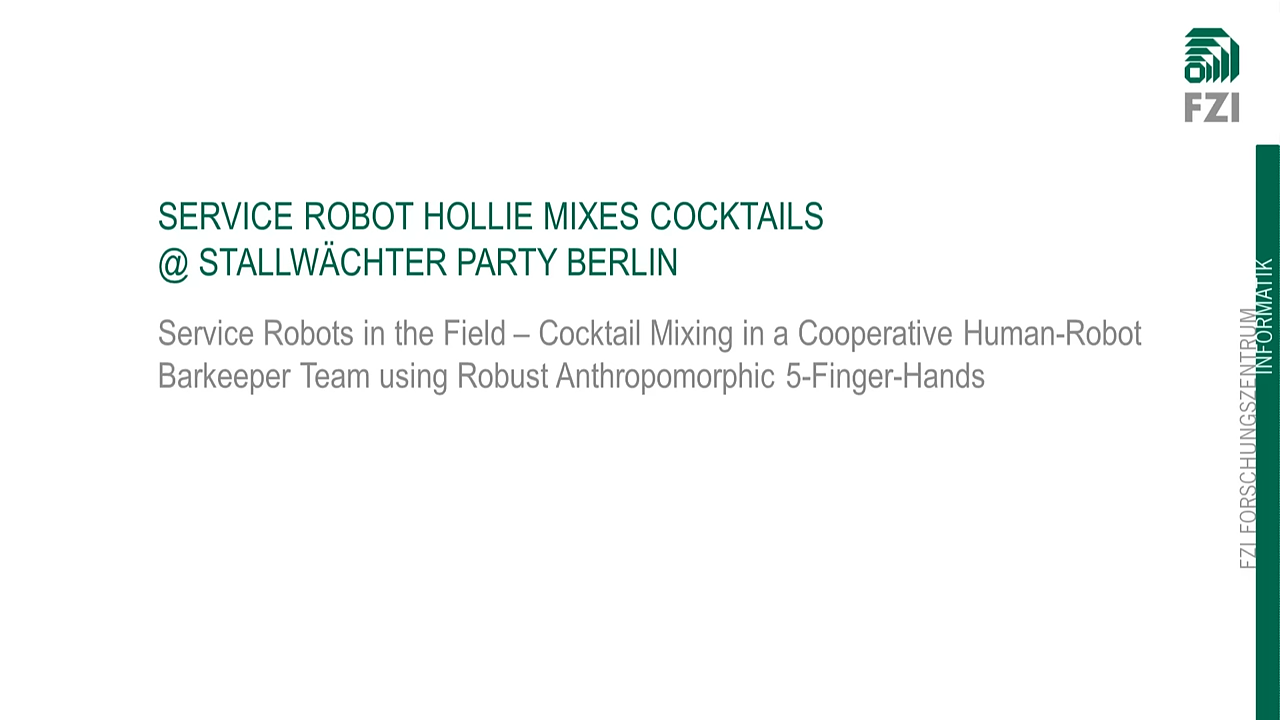 FZI
SERVICE ROBOT HOLLIE MIXES COCKTAILS
@ STALLWÄCHTER PARTY BERLIN
Service Robots in the Field – Cocktail Mixing in a Cooperative Human-Robot
Barkeeper Team using Robust Anthropomorphic 5-Finger-Hands
FZI FORSCHUNGSZENTRUM
INFORMATIK